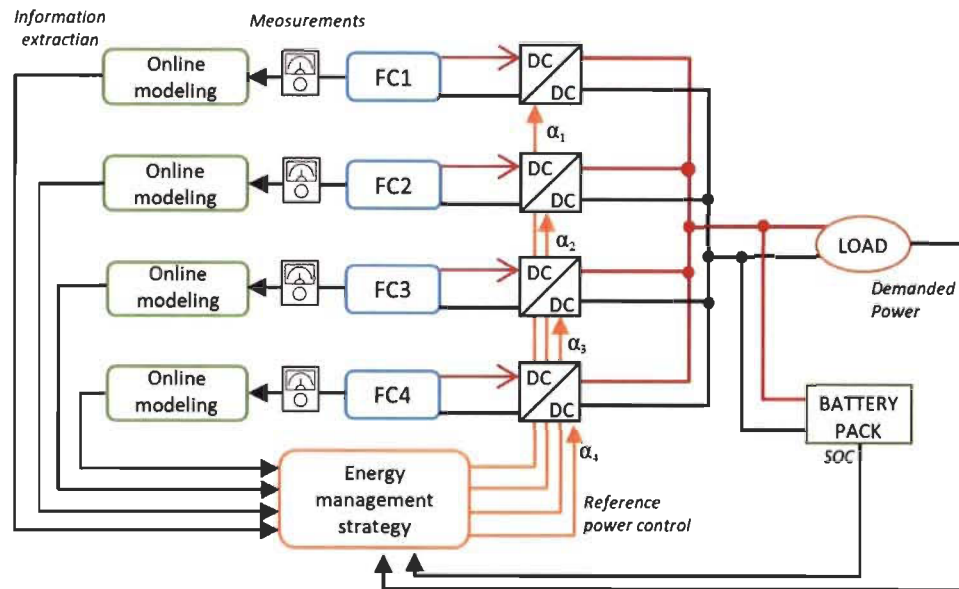 Information
extraction
Meosurements
Online
modeling
FC1
DC
DC
α1
Online
modeling
FC2
DC
DC
α2
Online
modeling
FC3
DC
DC
α3
Online
modeling
FC4
DC
DC
α4
LOAD
Demanded
Power
BATTERY
PACK
SOC
Energy
management
strategy
Reference
power control